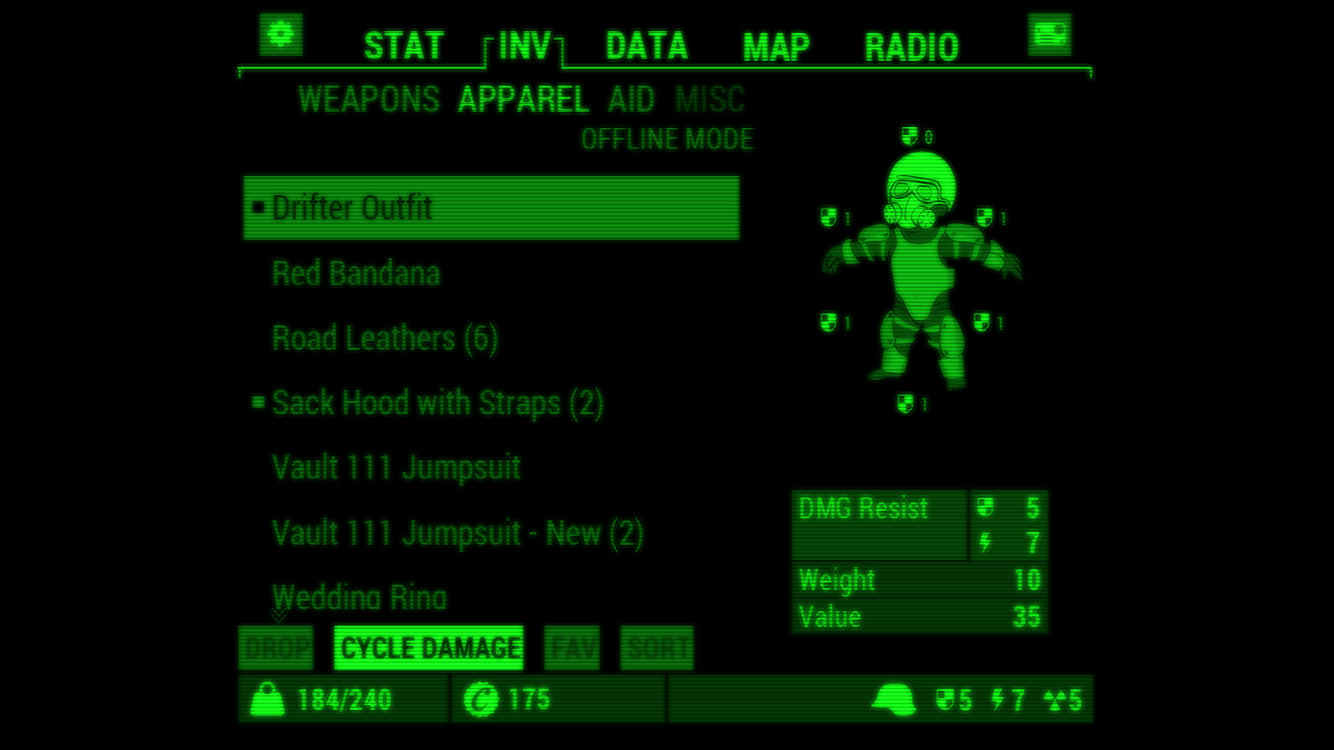 STAT INV DATA MAP RADIO
WEAPONS APPAREL AID MISC
OFFLINE MODE
0
Drifter Outfit
1 1
Red Bandana
1 1
Road Leathers (6)
Sack Hood with Straps (2)
1
Vault 111 Jumpsuit
Vault 111 Jumpsuit - New (2)
Wedding Ring
DMG Resist 5
7
Weight 10
Value 35
DROP CYCLE DAMAGE FAV SORT
184/240 175 5 7 5